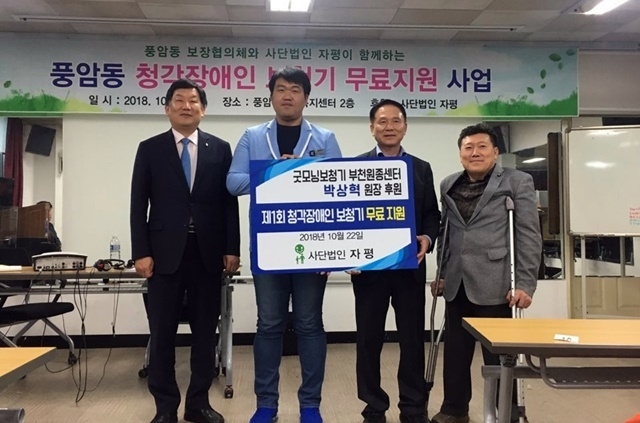 풍암동 보장협의체와 사단법인 자평이 함께하는
풍암동 청각장애인 보청기 무료지원 사업
일 시 : 2018. 10. 장소 : 풍암 지센터 2층 후 사단법인 자평
굿모닝보청기 부천원종센터
박상혁 원장 후원
제1회 청각장애인 보청기 무료 지원
2018년 10월 22일
사단법인 자평